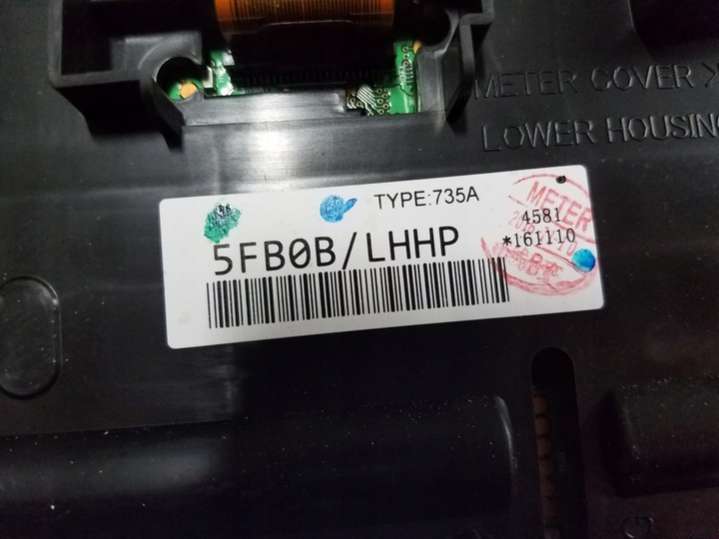 METER COVER >
LOWER HOUSING
TYPE:735A
METER
4581
*161110
5FB0B/LHHP